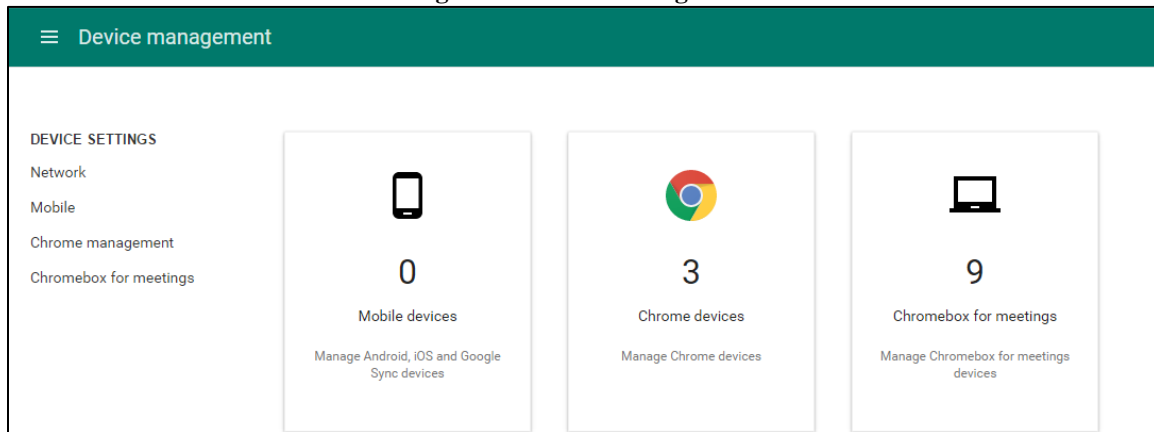 Device management
DEVICE SETTINGS
Network
Mobile
Chrome management
Chromebox for meetings
0
Mobile devices
Manage Android, iOS and Google
Sync devices
3
Chrome devices
Manage Chrome devices
9
Chromebox for meetings
Manage Chromebox for meetings
devices